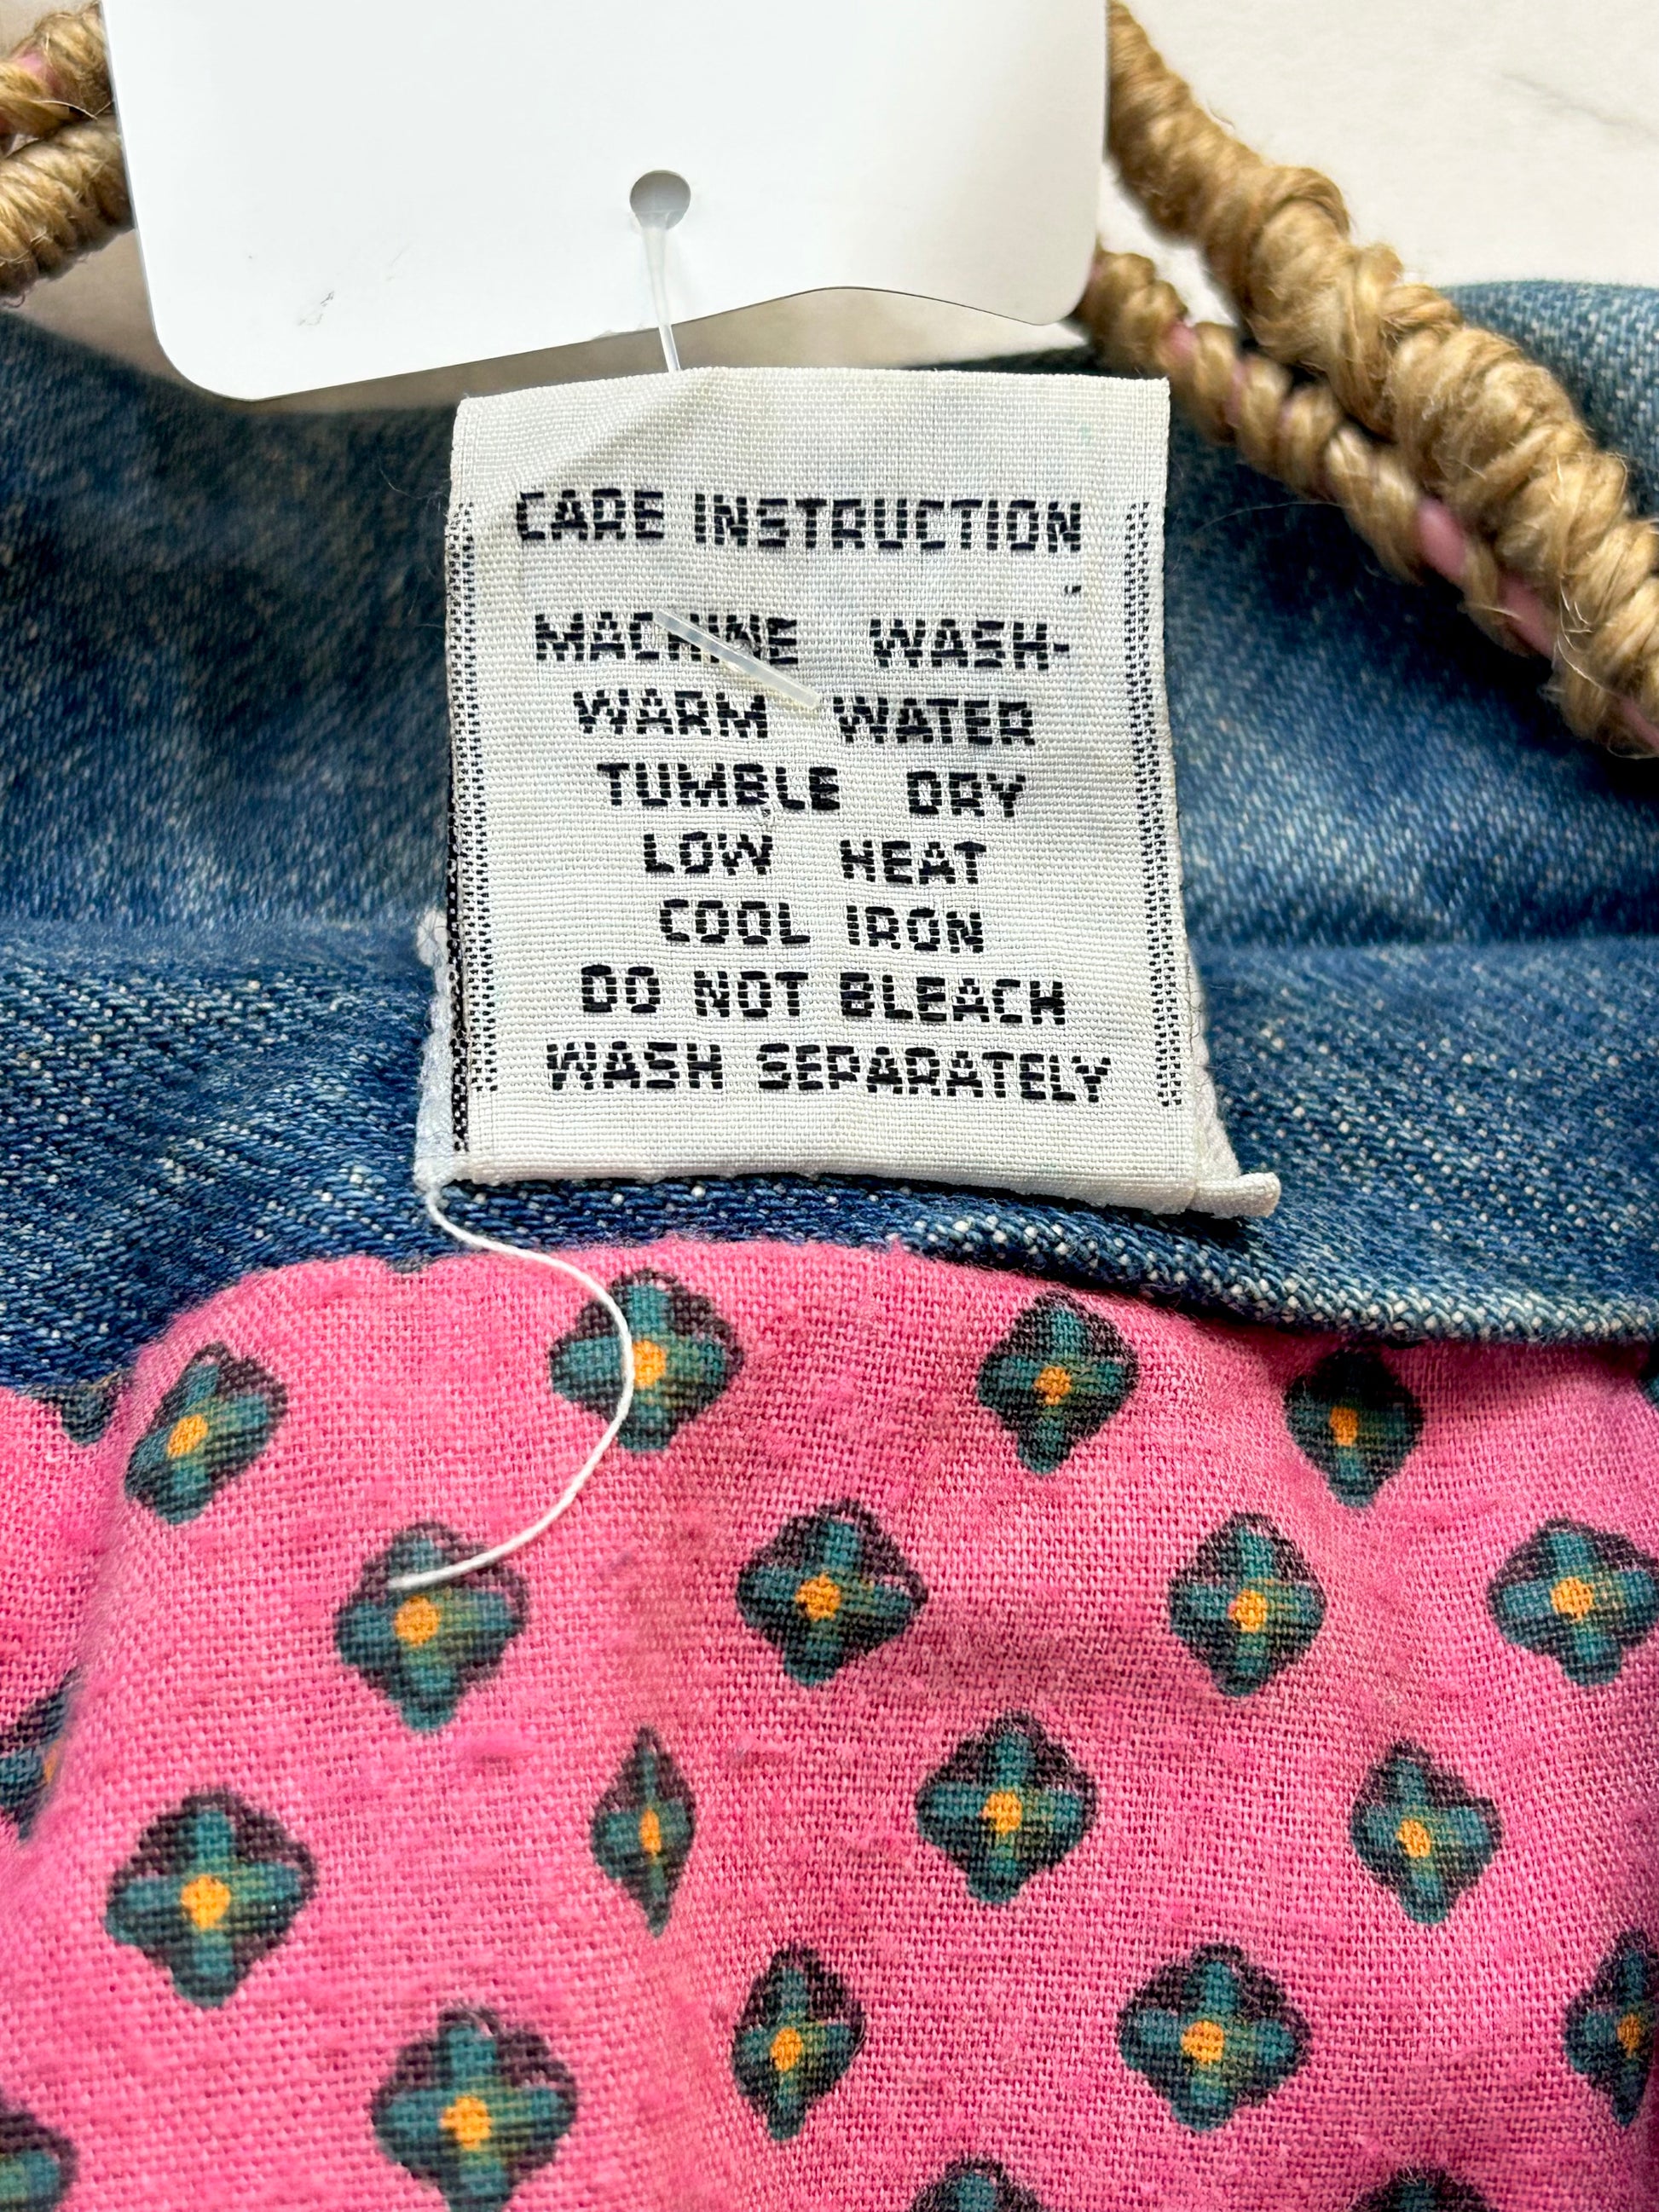 CARE INSTRUCTION
MACHINE WASH-
WARM WATER
TUMBLE DRY
LOW HEAT
COOL IRON
DO NOT BLEACH
WASH SEPARATELY